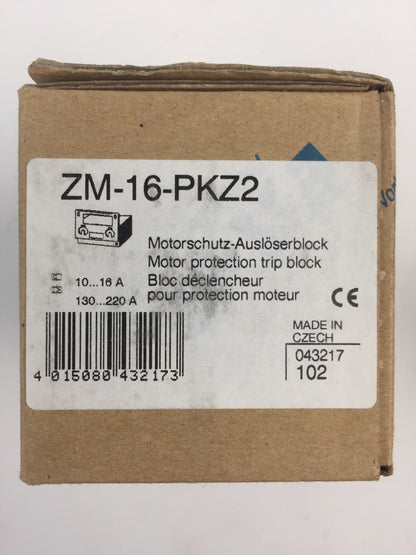 ZM-16-PKZ2
Motorschutz-Auslöserblock
Motor protection trip block
Bloc déclencheur
pour protection moteur
10...16 A
130...220 A
CE
MADE IN
CZECH
043217
102
4 015080 432173